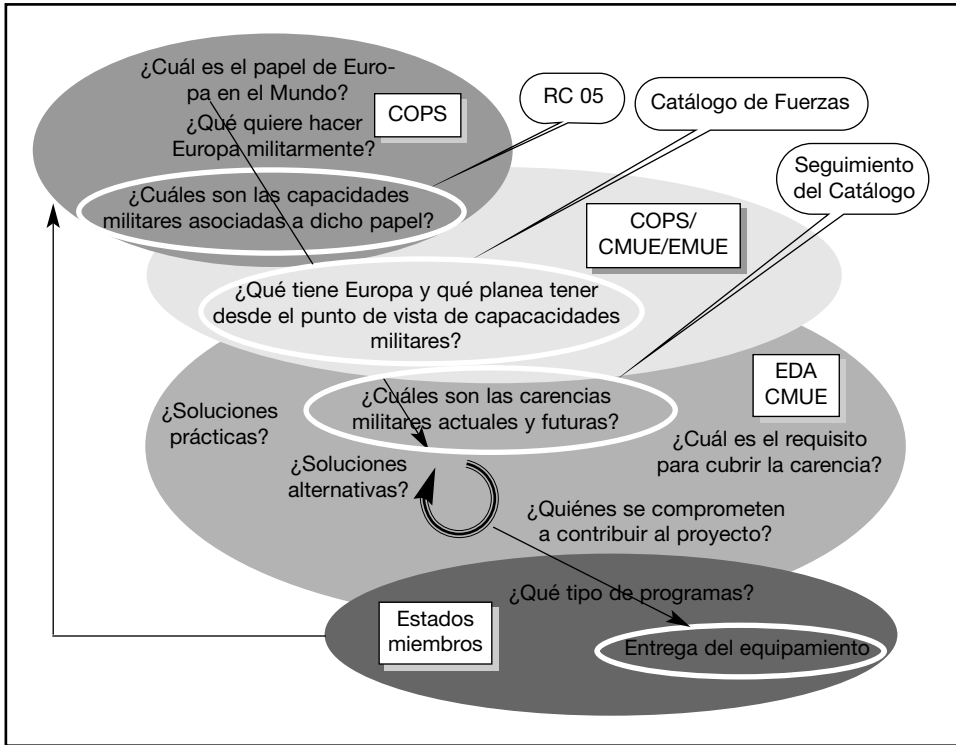 ¿Cuál es el papel de Euro-
pa en el Mundo?
COPS
¿Qué quiere hacer
Europa militarmente?
¿Cuáles son las capacidades
militares asociadas a dicho papel?
RC 05
Catálogo de Fuerzas
Seguimiento
del Catálogo
COPS/
CMUE/EMUE
¿Qué tiene Europa y qué planea tener
desde el punto de vista de capacacidades
militares?
EDA
CMUE
¿Cuáles son las carencias
militares actuales y futuras?
¿Soluciones
prácticas?
¿Cuál es el requisito
para cubrir la carencia?
¿Soluciones
alternativas?
¿Quiénes se comprometen
a contribuir al proyecto?
¿Qué tipo de programas?
Estados
miembros
Entrega del equipamiento